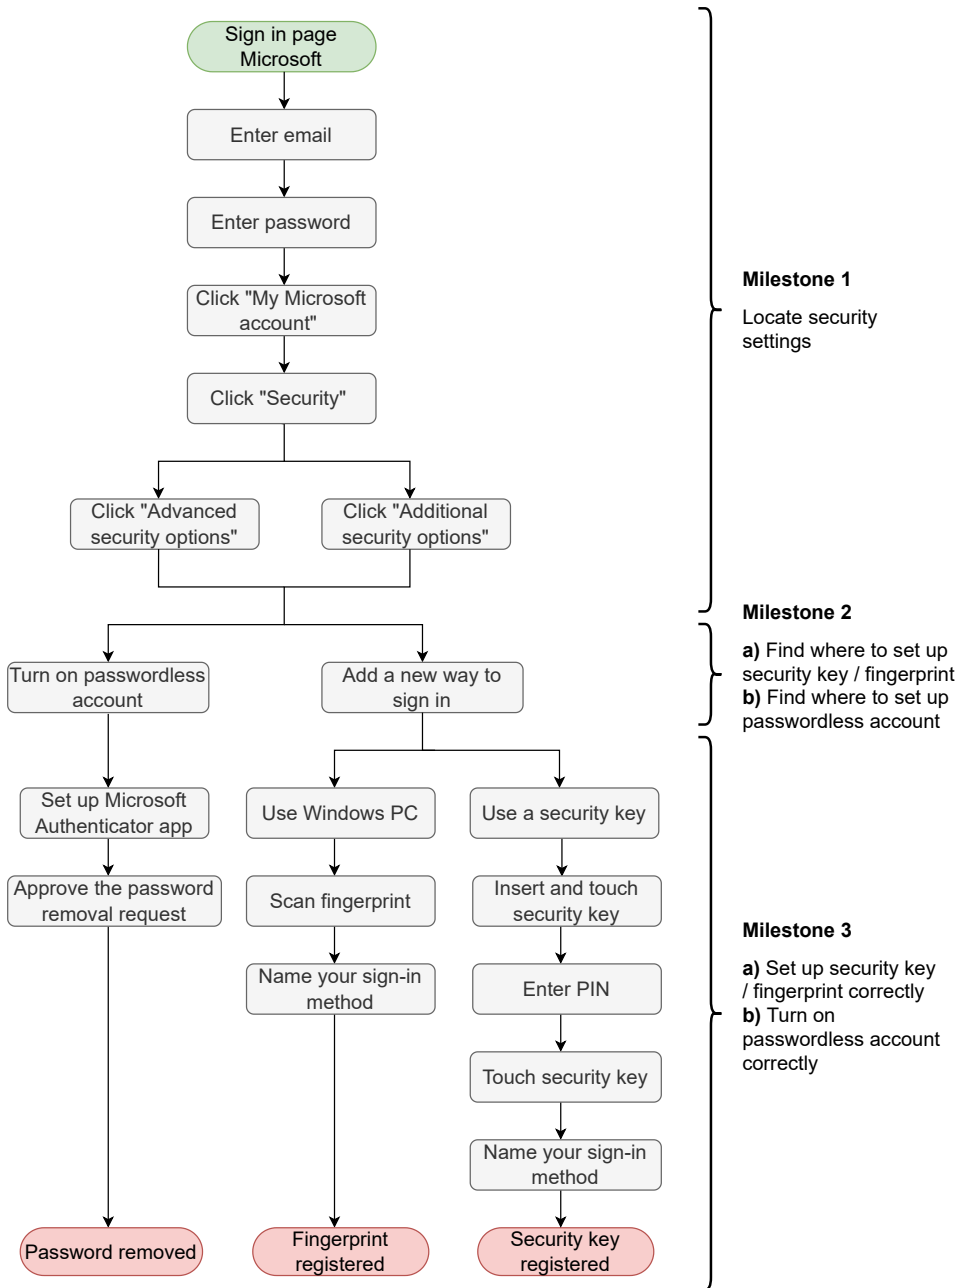 Sign in page
Microsoft
Enter email
Enter password
Click "My Microsoft
account"
Click "Security"
Click "Advanced
security options"
Click "Additional
security options"
Turn on passwordless
account
Add a new way to
sign in
Set up Microsoft
Authenticator app
Use Windows PC
Use a security key
Approve the password
removal request
Scan fingerprint
Insert and touch
security key
Name your sign-in
method
Enter PIN
Touch security key
Name your sign-in
method
Password removed
Fingerprint
registered
Security key
registered
Milestone 1
Locate security
settings
Milestone 2
a) Find where to set up
security key / fingerprint
b) Find where to set up
passwordless account
Milestone 3
a) Set up security key
/ fingerprint correctly
b) Turn on
passwordless account
correctly